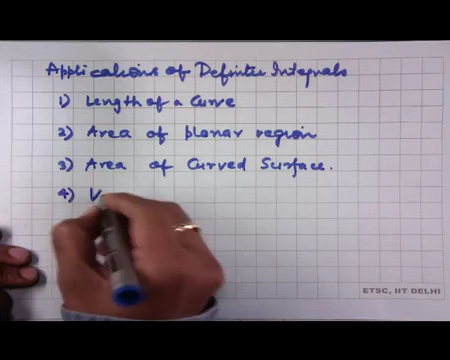 Applications of Definite Integrals
1) Length of a Curve
2) Area of planar region
3) Area of Curved Surface.
4) V
ETSC, IIT DELHI